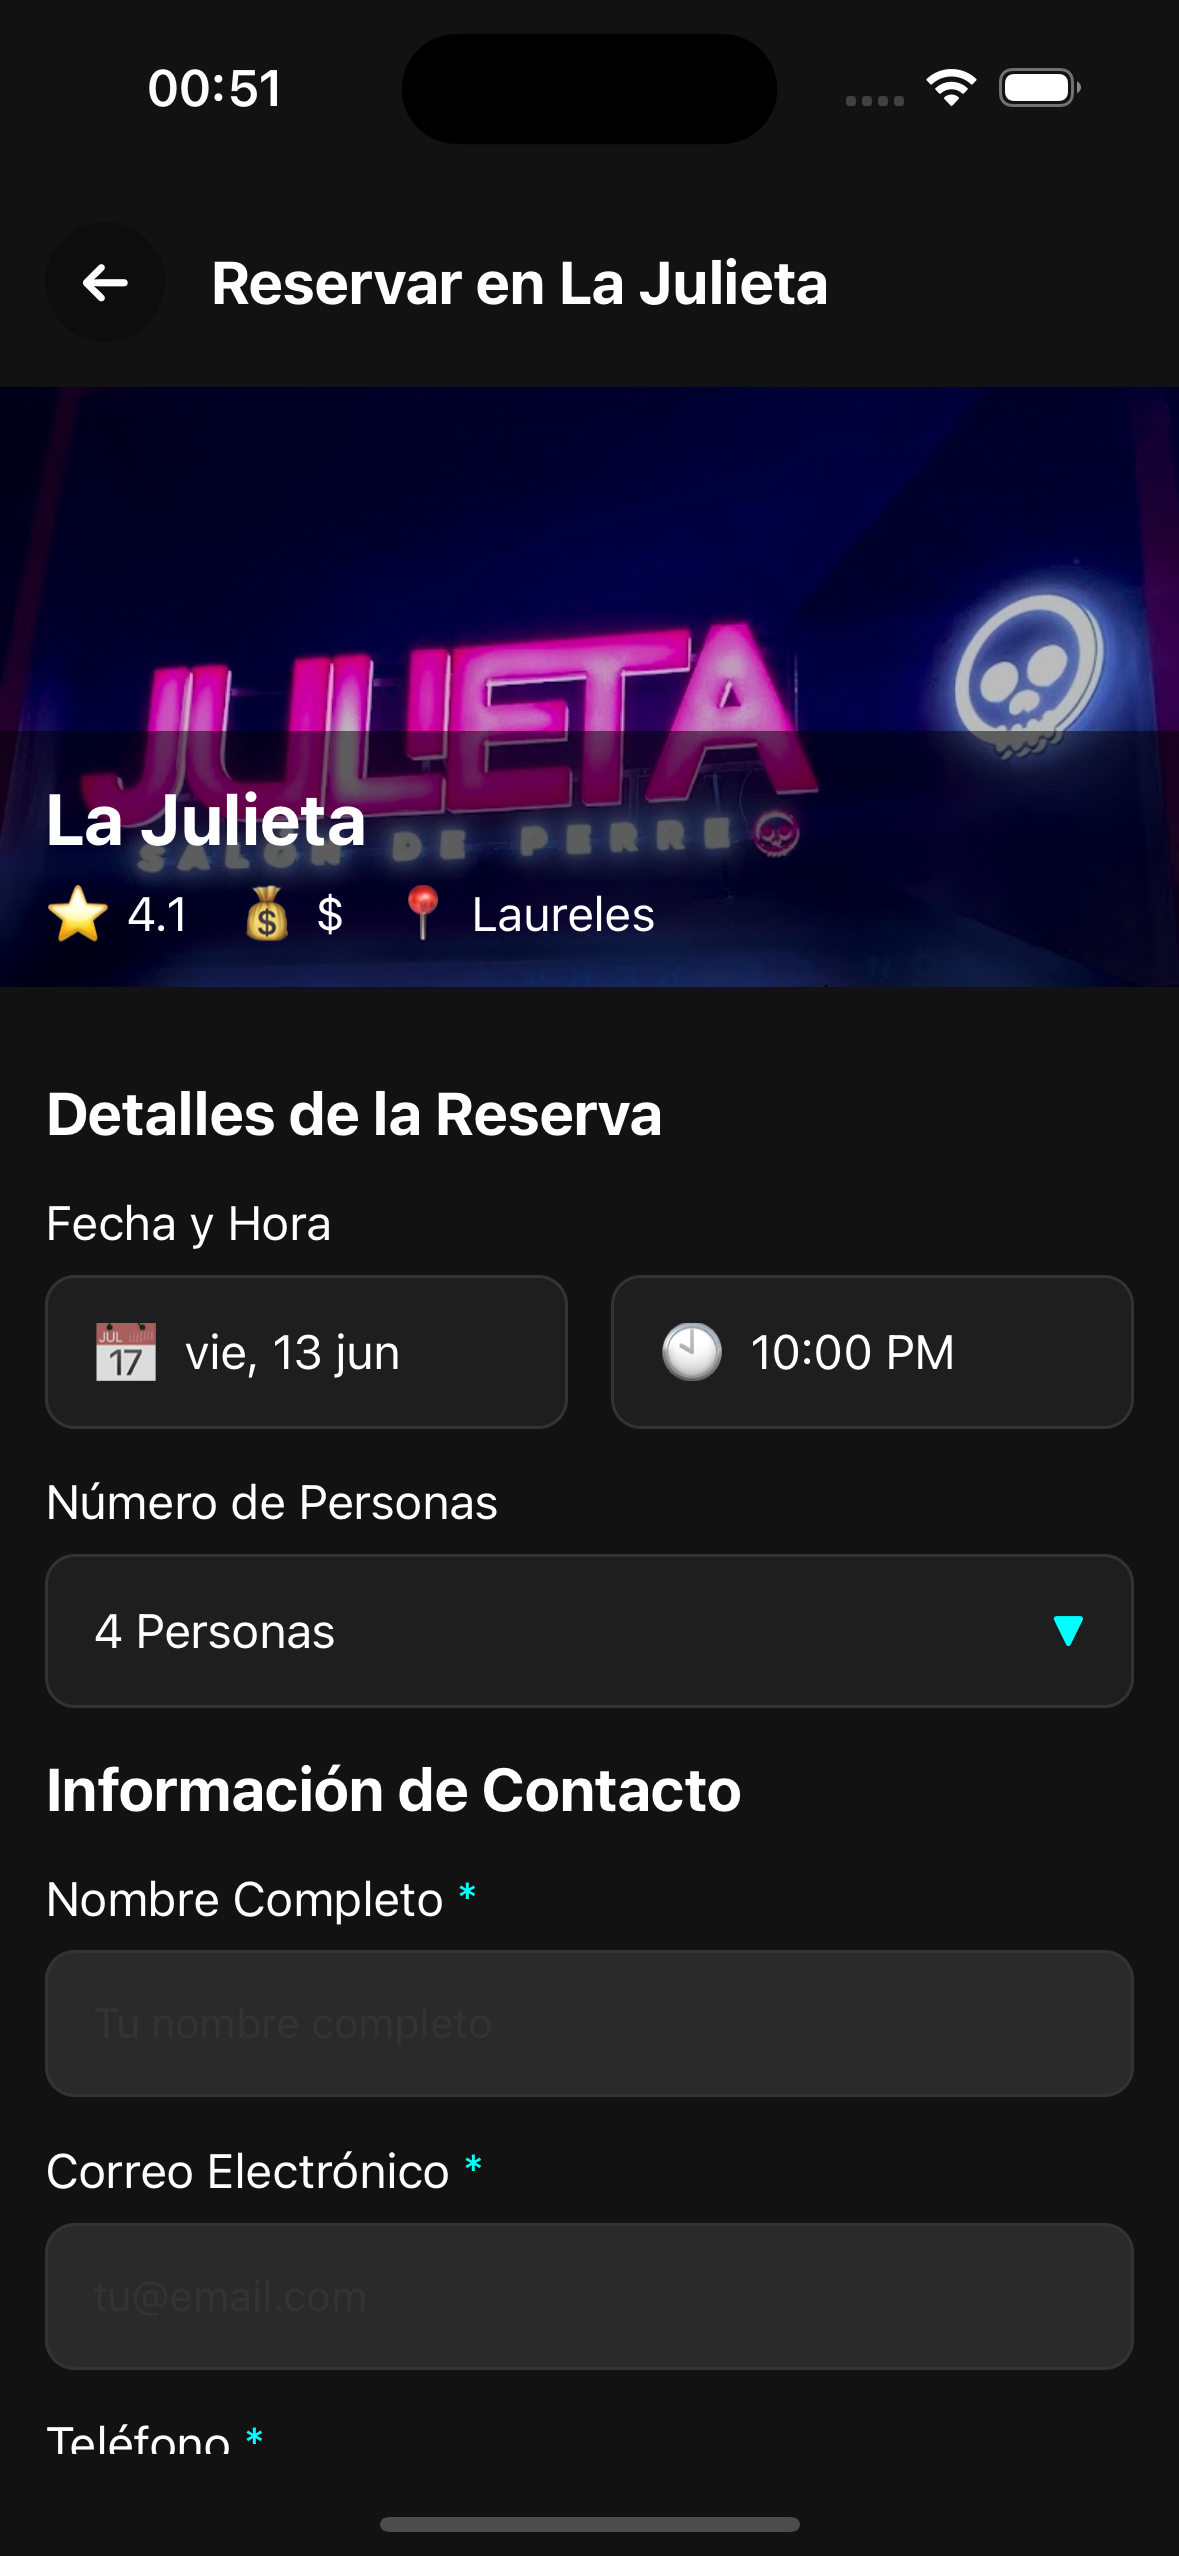 00:51
Reservar en La Julieta
JULIETA
SALON DE PERREO
La Julieta
4.1 $ Laureles
Detalles de la Reserva
Fecha y Hora
JUL 17 vie, 13 jun 10:00 PM
Número de Personas
4 Personas
Información de Contacto
Nombre Completo *
Tu nombre completo
Correo Electrónico *
tu@email.com
Teléfono *